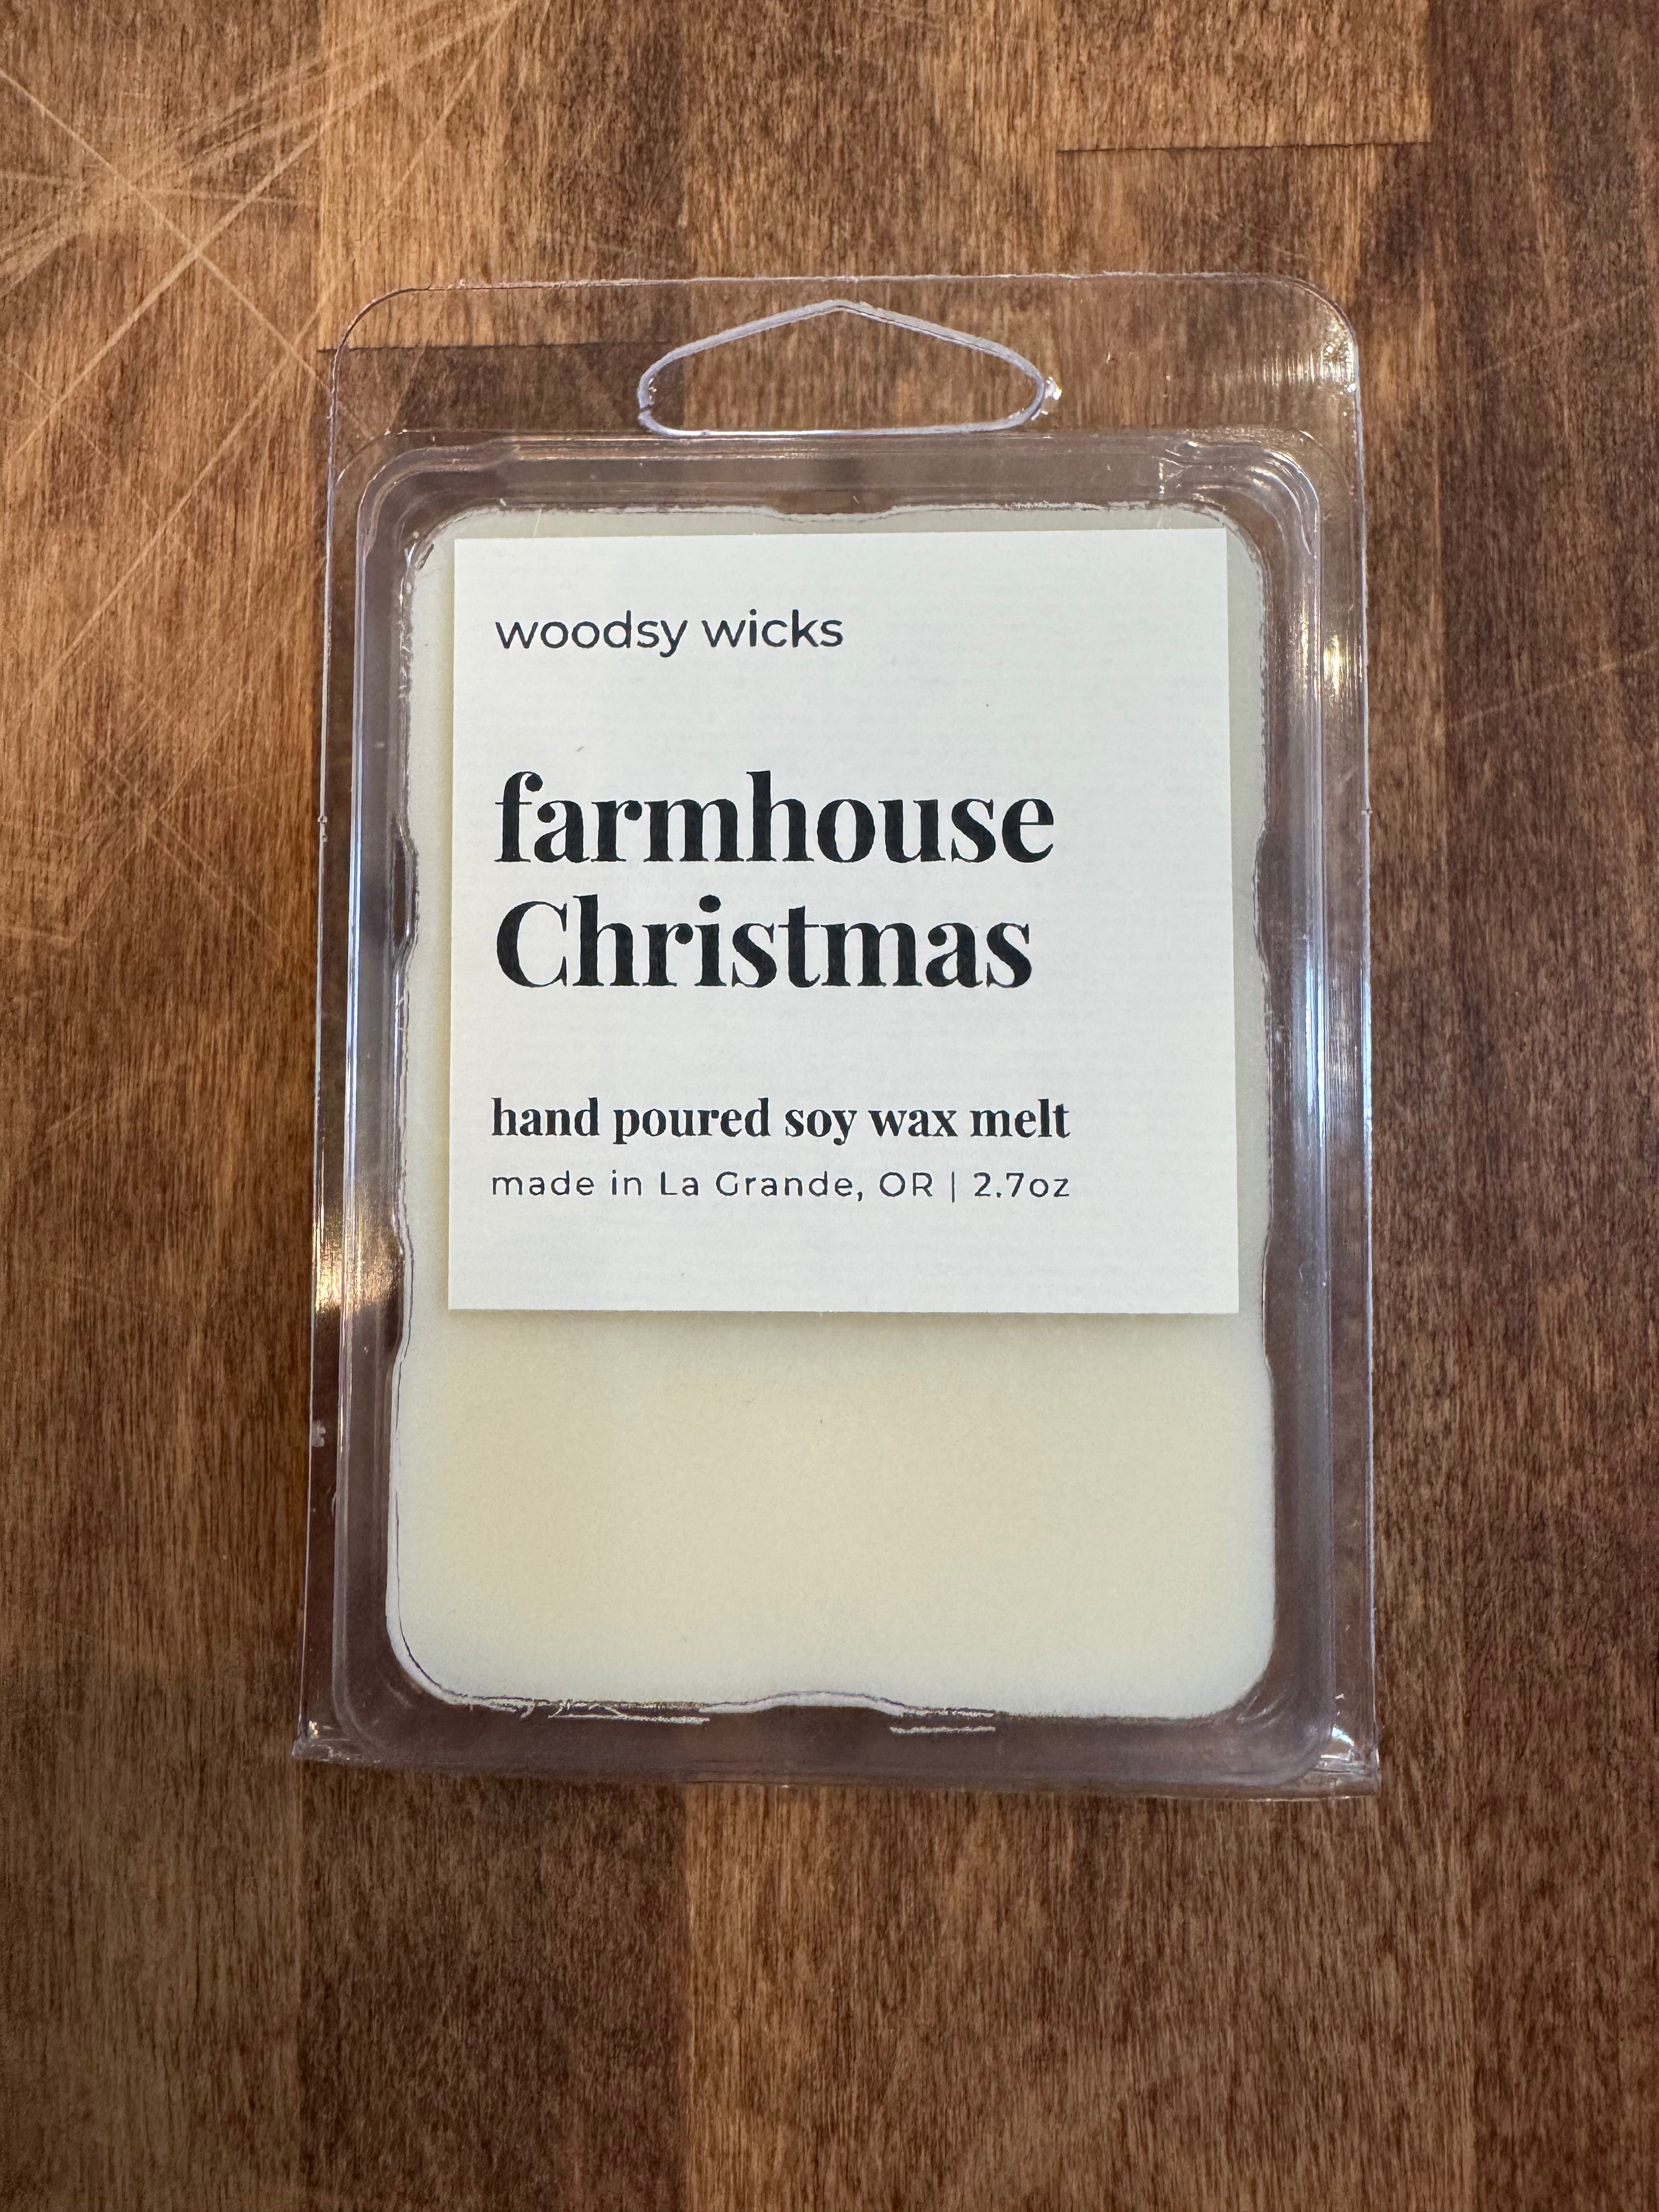 woodsy wicks
farmhouse
Christmas
hand poured soy wax melt
made in La Grande, OR | 2.7oz